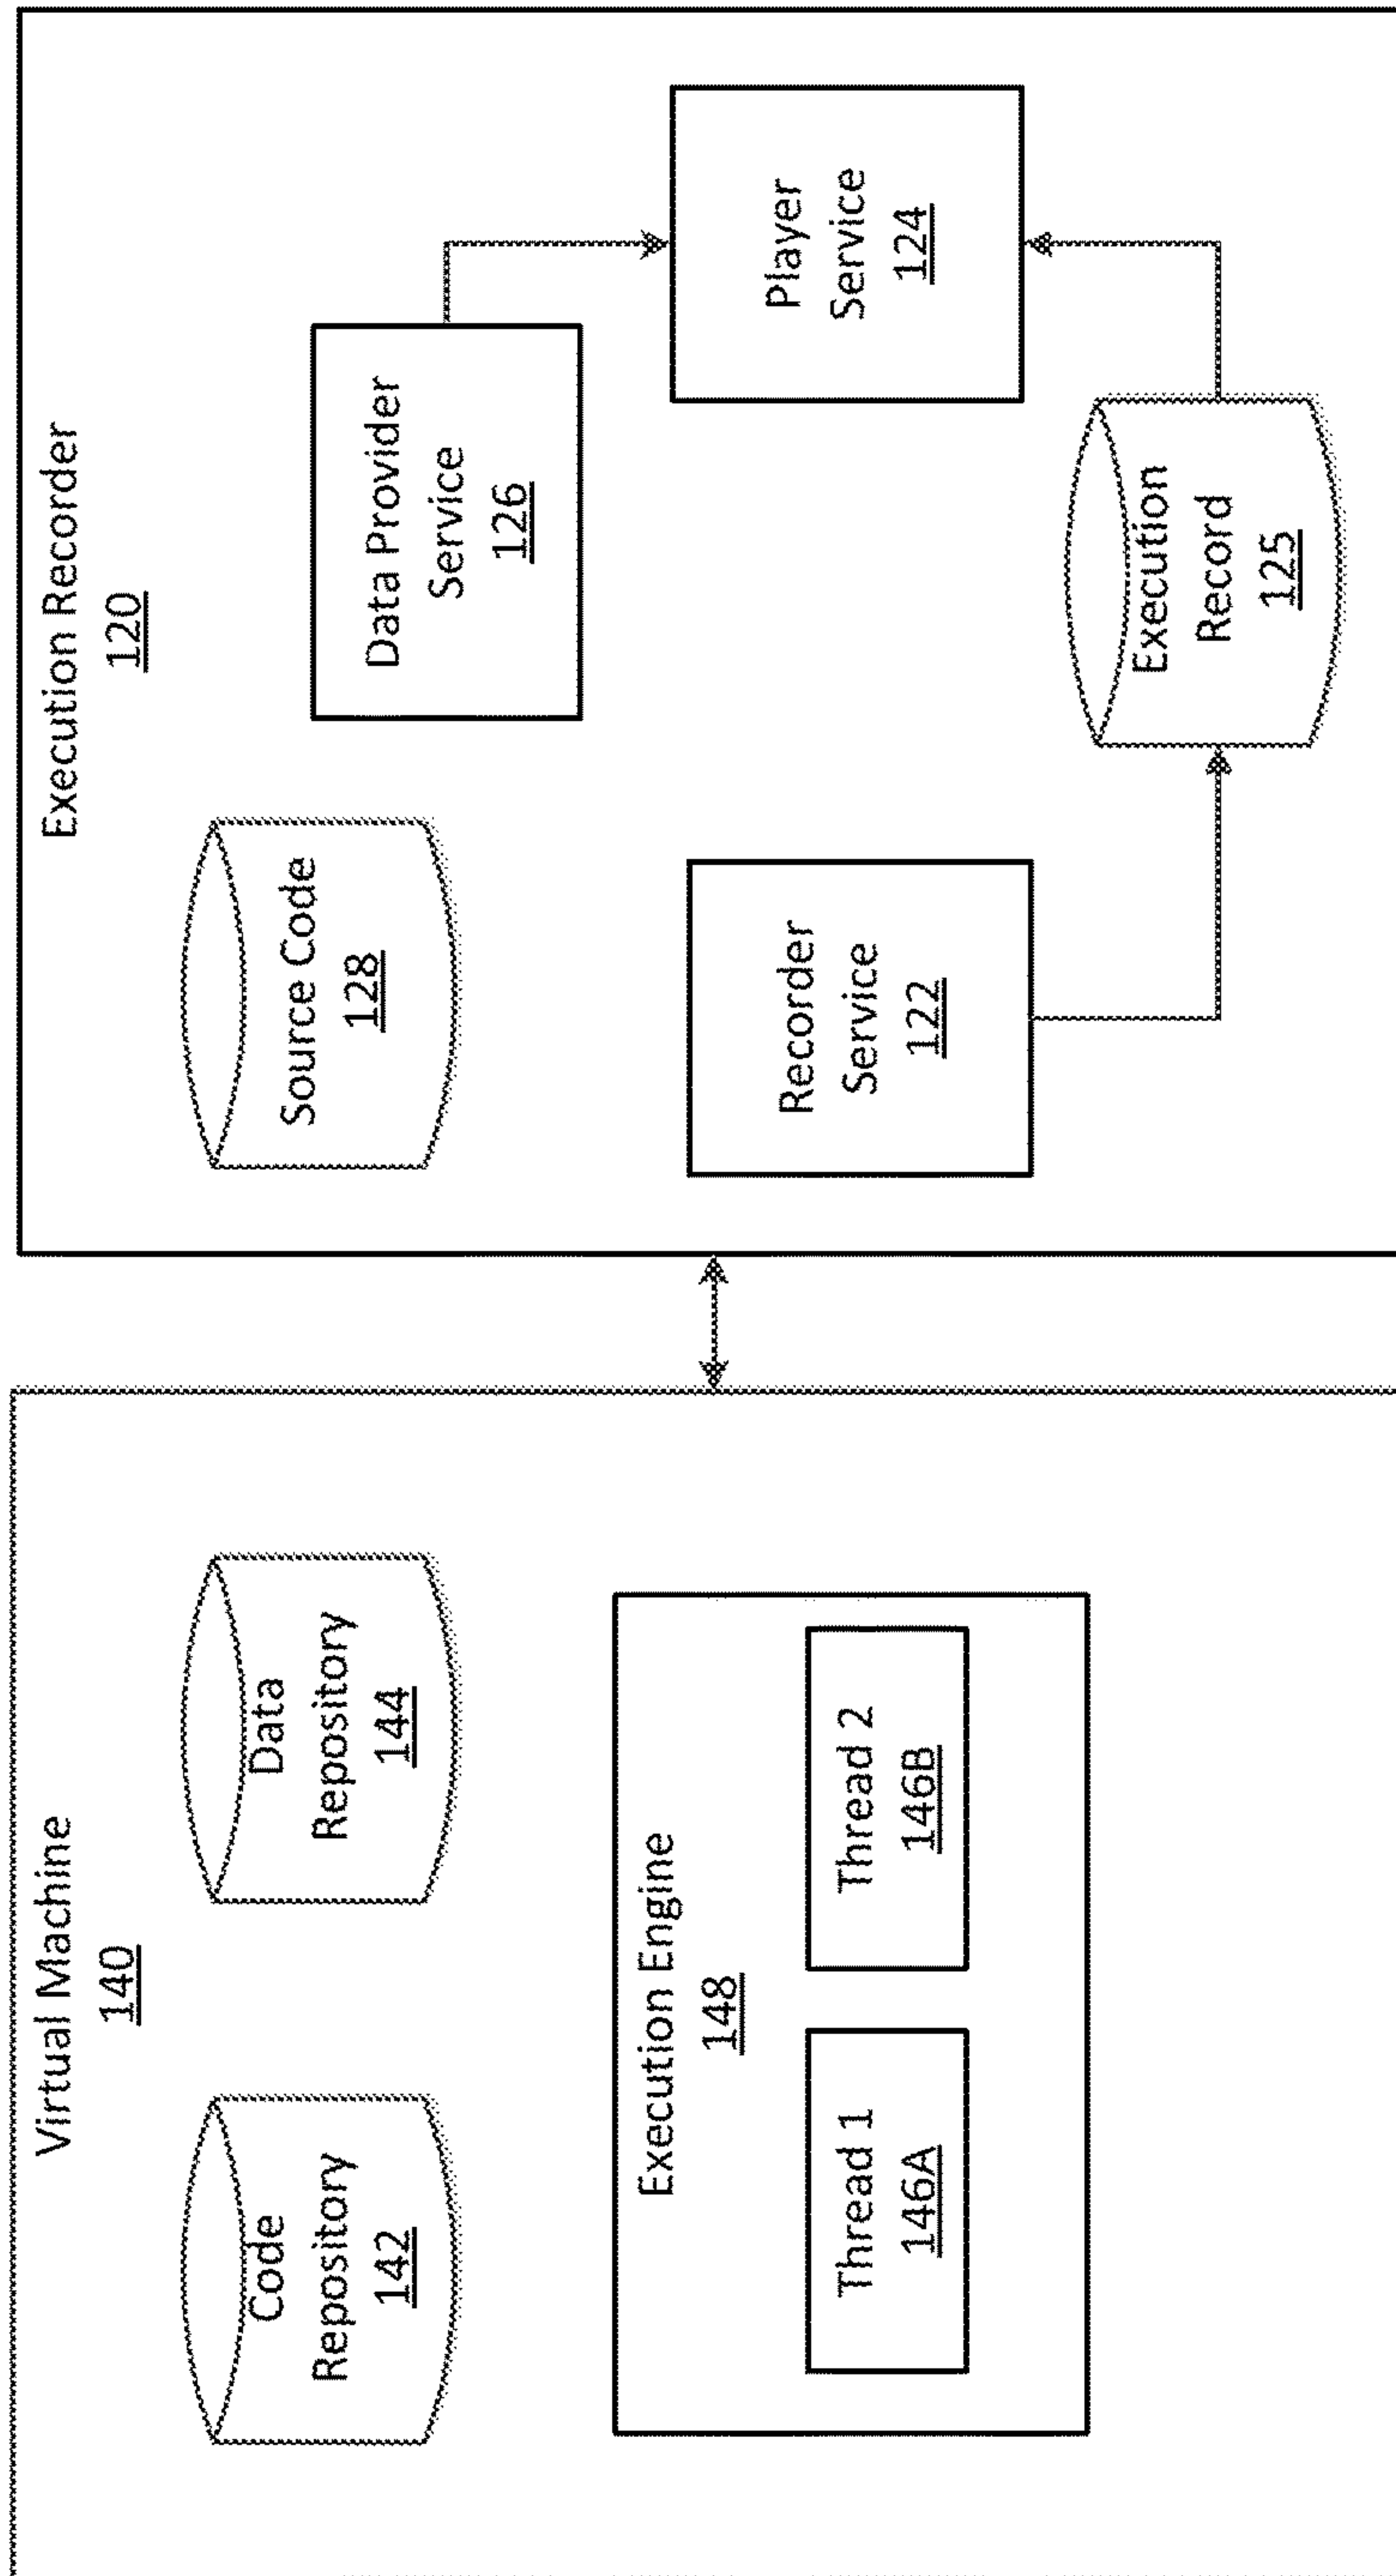 Virtual Machine
140
Code
Repository
142
Data
Repository
144
Execution Engine
148
Thread 1
146A
Thread 2
146B
Execution Recorder
120
Source Code
128
Data Provider
Service
126
Recorder
Service
122
Player
Service
124
Execution
Record
125